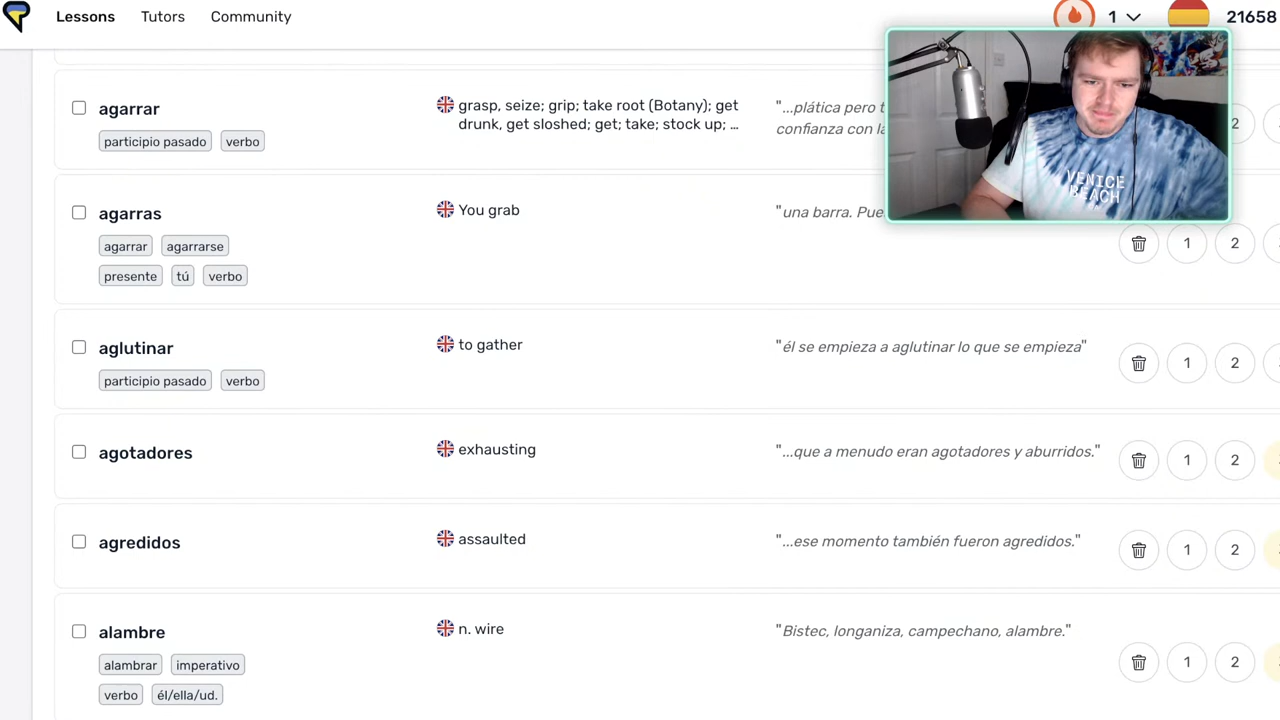 Lessons Tutors Community 1 21658
agarrar
participio pasado verbo
grasp, seize; grip; take root (Botany); get
drunk, get sloshed; get; take; stock up; ...
"...plática pero t
confianza con la
2
agarras
agarrar agarrarse
presente tú verbo
You grab
"una barra. Pue
1 2
aglutinar
participio pasado verbo
to gather
"él se empieza a aglutinar lo que se empieza"
1 2
agotadores
exhausting
"...que a menudo eran agotadores y aburridos."
1 2
agredidos
assaulted
"...ese momento también fueron agredidos."
1 2
alambre
alambrar imperativo
verbo él/ella/ud.
n. wire
"Bistec, longaniza, campechano, alambre."
1 2
VENICE
BEACH